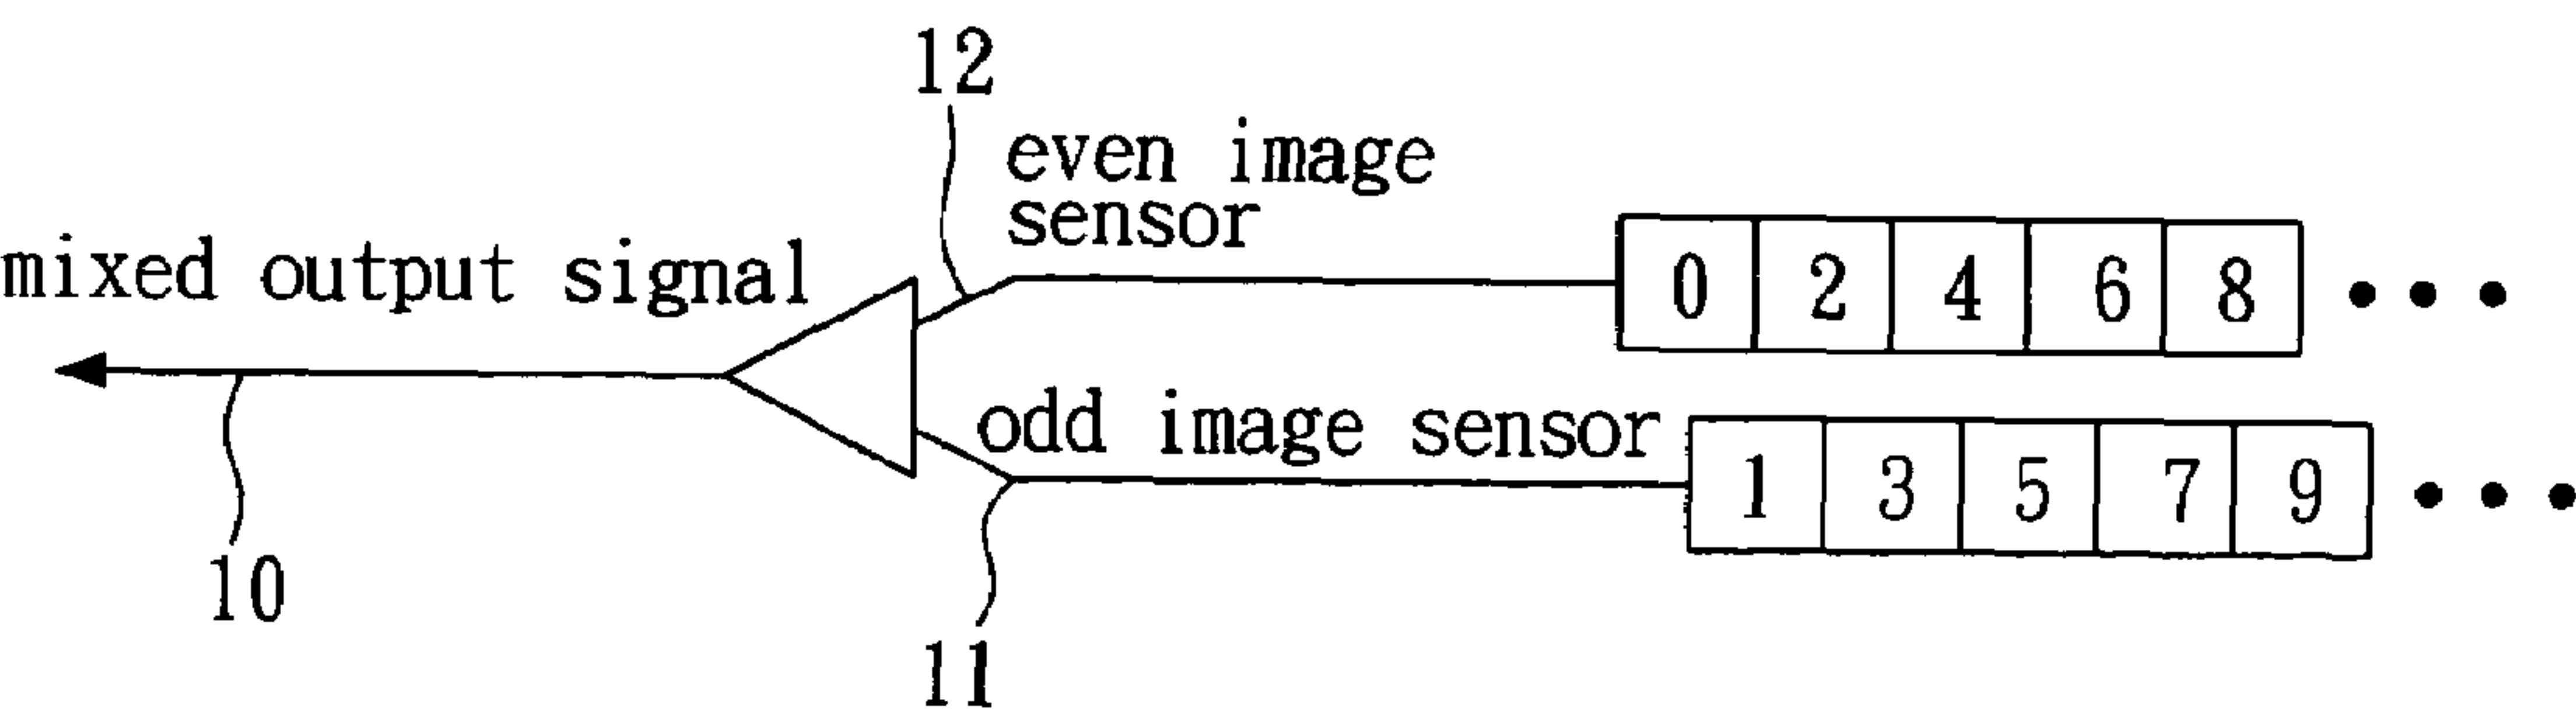 12
even image
sensor
mixed output signal
0 2 4 6 8 • • •
odd image sensor
1 3 5 7 9 • • •
10
11